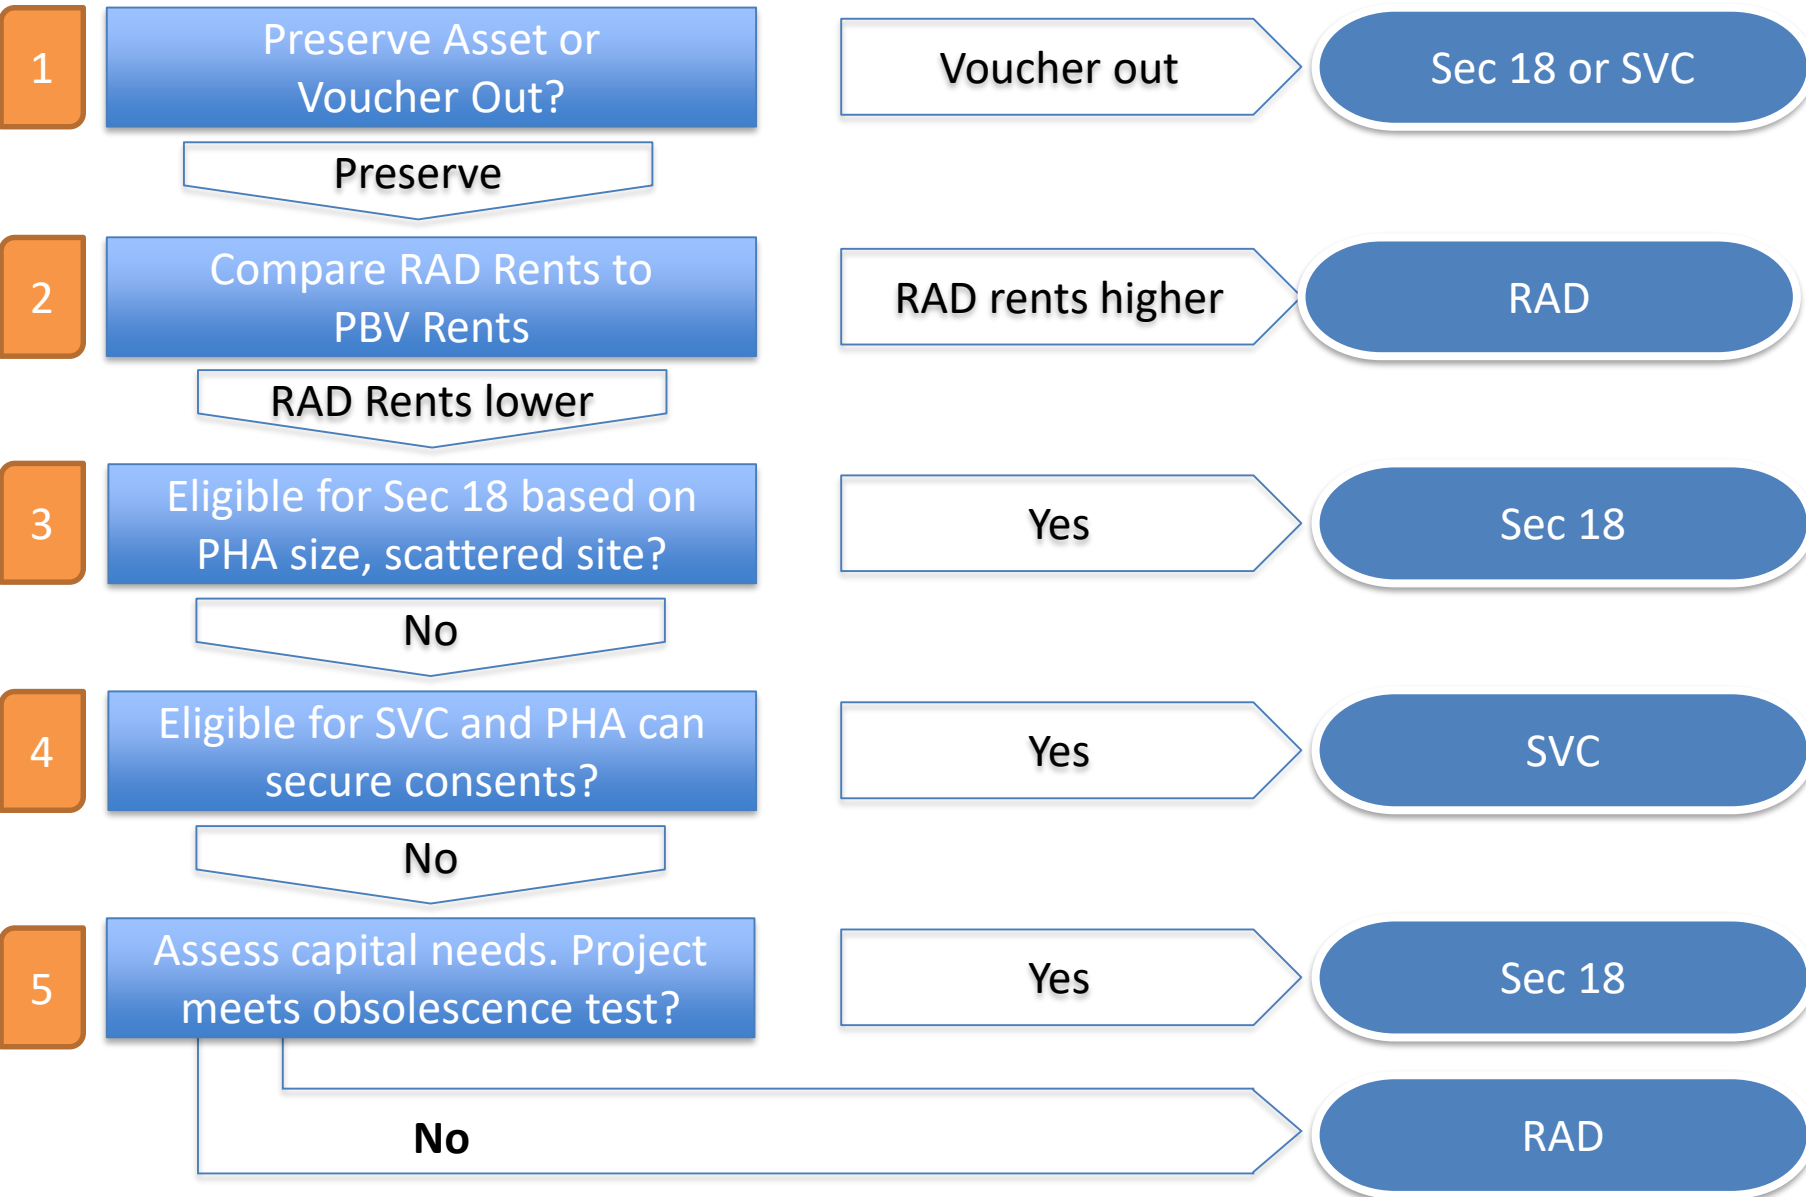 1
Preserve Asset or
Voucher Out?
Voucher out
Sec 18 or SVC
Preserve
2
Compare RAD Rents to
PBV Rents
RAD rents higher
RAD
RAD Rents lower
3
Eligible for Sec 18 based on
PHA size, scattered site?
Yes
Sec 18
No
4
Eligible for SVC and PHA can
secure consents?
Yes
SVC
No
5
Assess capital needs. Project
meets obsolescence test?
Yes
Sec 18
No
RAD